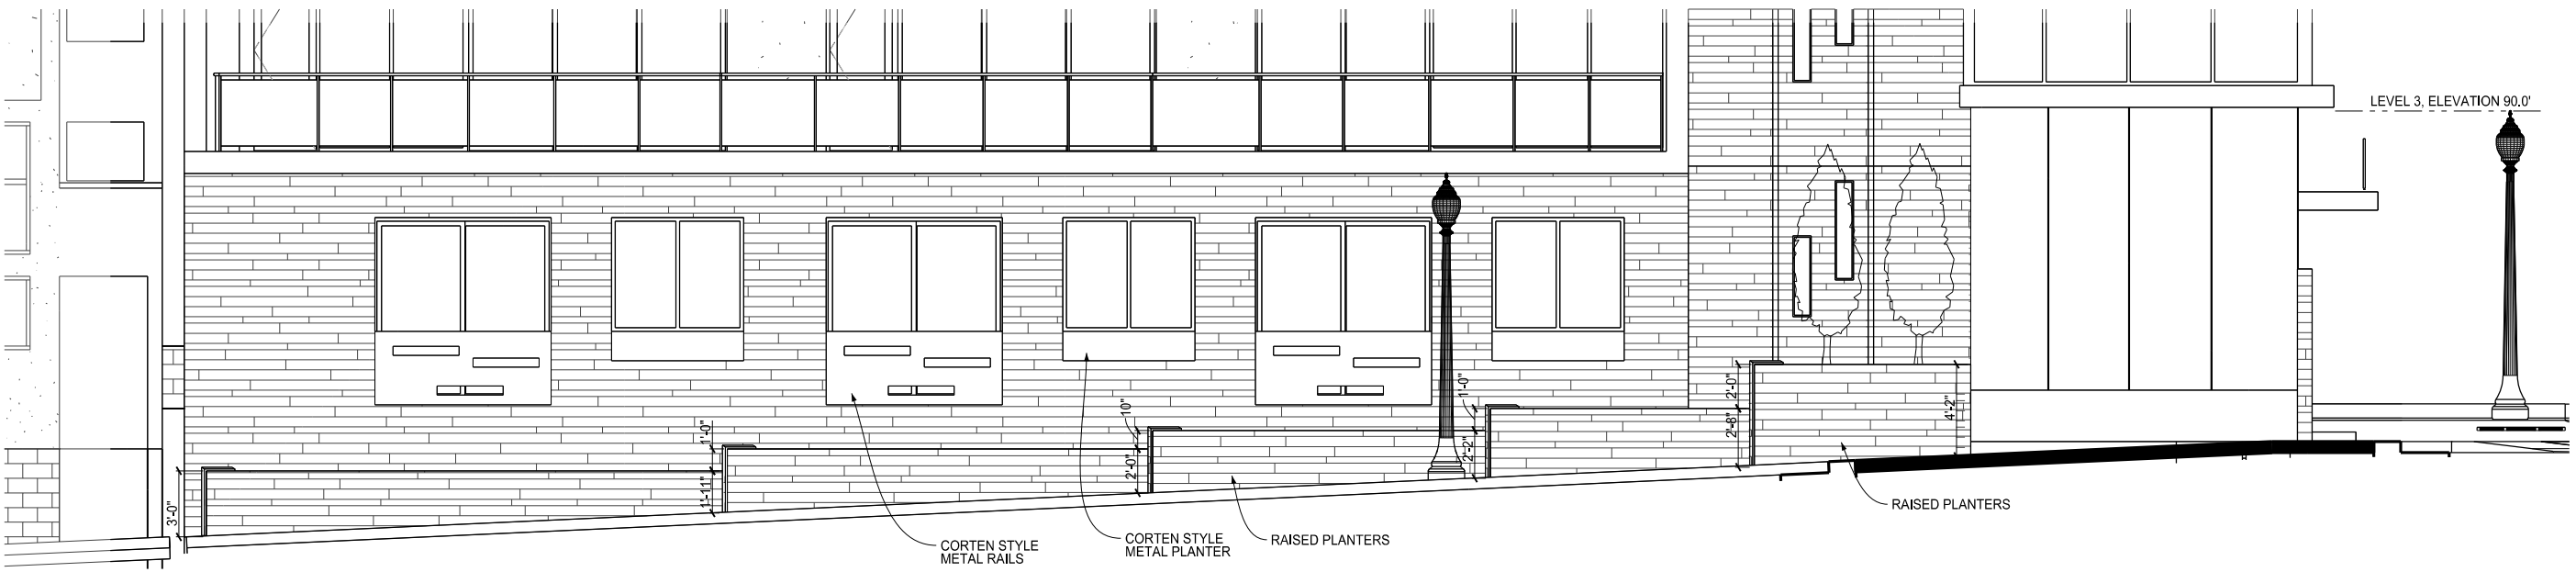 LEVEL 3, ELEVATION 90.0'
3'-0"
1'-0"
1'-11"
10"
2'-0"
1'-0"
2'-2"
2'-0"
2'-8"
4'-2"
CORTEN STYLE
METAL RAILS
CORTEN STYLE
METAL PLANTER
RAISED PLANTERS
RAISED PLANTERS